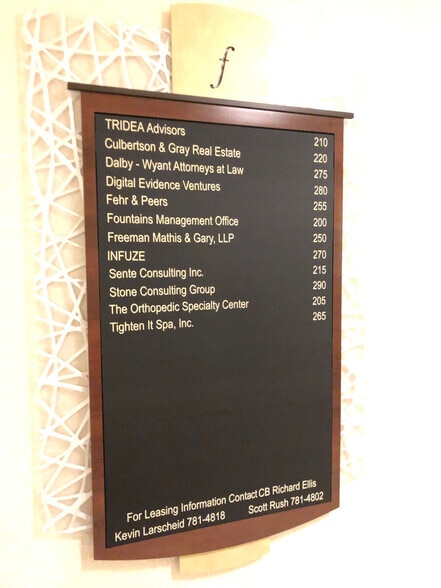 f
TRIDEA Advisors 210
Culbertson & Gray Real Estate 220
Dalby - Wyant Attorneys at Law 275
Digital Evidence Ventures 280
Fehr & Peers 255
Fountains Management Office 200
Freeman Mathis & Gary, LLP 250
INFUZE 270
Sente Consulting Inc. 215
Stone Consulting Group 290
The Orthopedic Specialty Center 205
Tighten It Spa, Inc. 265
For Leasing Information Contact CB Richard Ellis
Kevin Larscheid 781-4818 Scott Rush 781-4802